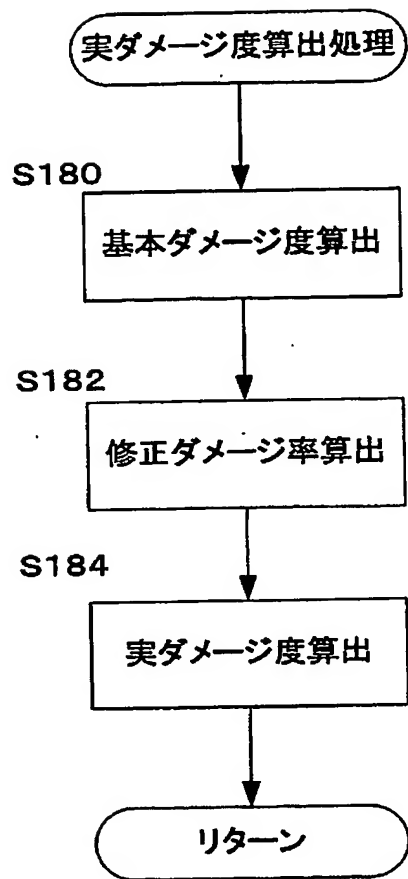 実ダメージ度算出処理
S180
基本ダメージ度算出
S182
修正ダメージ率算出
S184
実ダメージ度算出
リターン